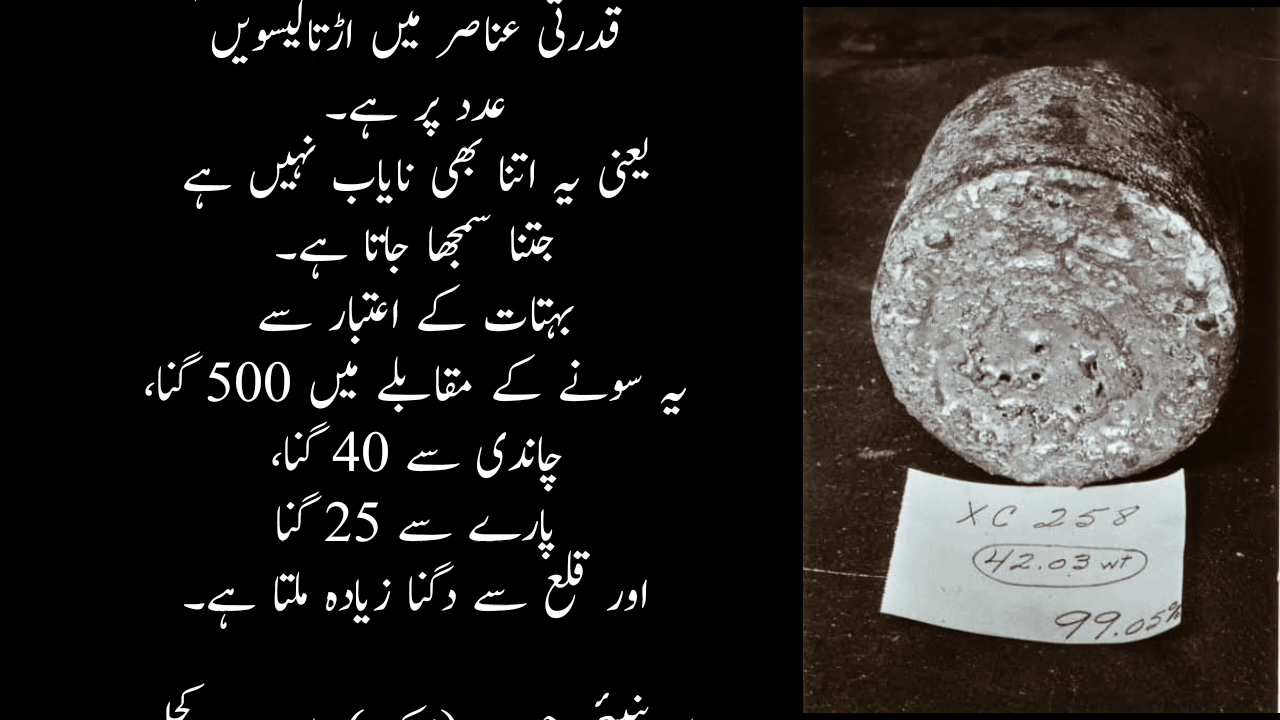 قدرتی عناصر میں اڑتالیسویں
عدد پر ہے۔
یعنی یہ اتنا بھی نایاب نہیں ہے
جتنا سمجھا جاتا ہے۔
بہتات کے اعتبار سے
یہ سونے کے مقابلے میں 500 گنا،
چاندی سے 40 گنا،
پارے سے 25 گنا
اور قلع سے دگنا زیادہ ملتا ہے۔
XC 258
42.03 wt
99.05%